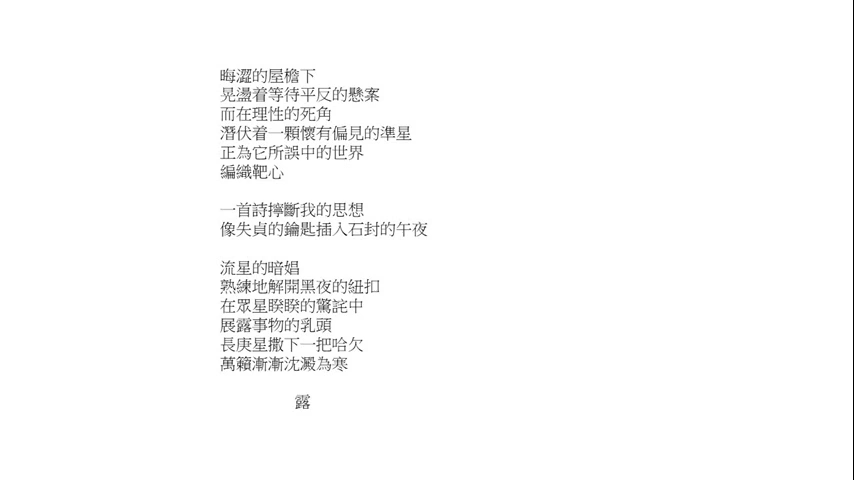 晦澀的屋檐下
晃盪着等待平反的懸案
而在理性的死角
潛伏着一顆懷有偏見的準星
正為它所誤中的世界
編織靶心
一首詩擰斷我的思想
像失貞的鑰匙插入石封的午夜
流星的暗娼
熟練地解開黑夜的紐扣
在眾星睽睽的驚詫中
展露事物的乳頭
長庚星撒下一把哈欠
萬籟漸漸沈澱為寒
露